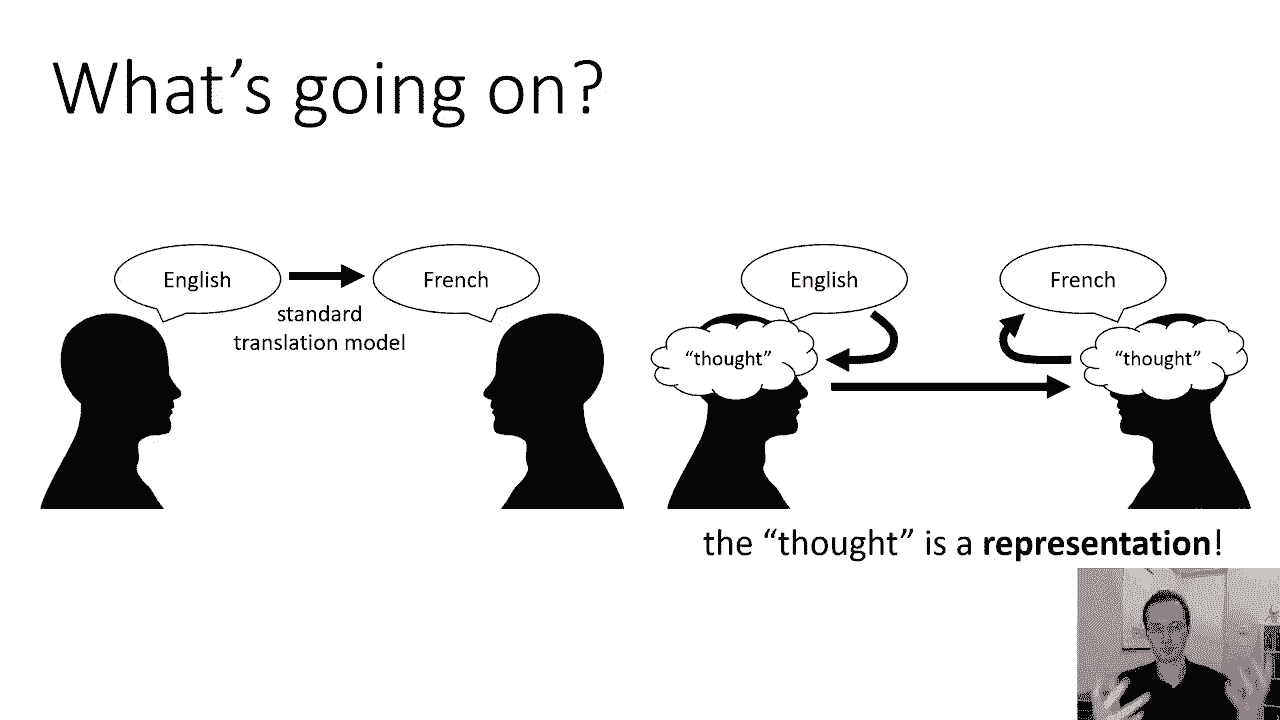 What's going on?
English
French
standard
translation model
English
French
"thought"
"thought"
the "thought" is a representation!